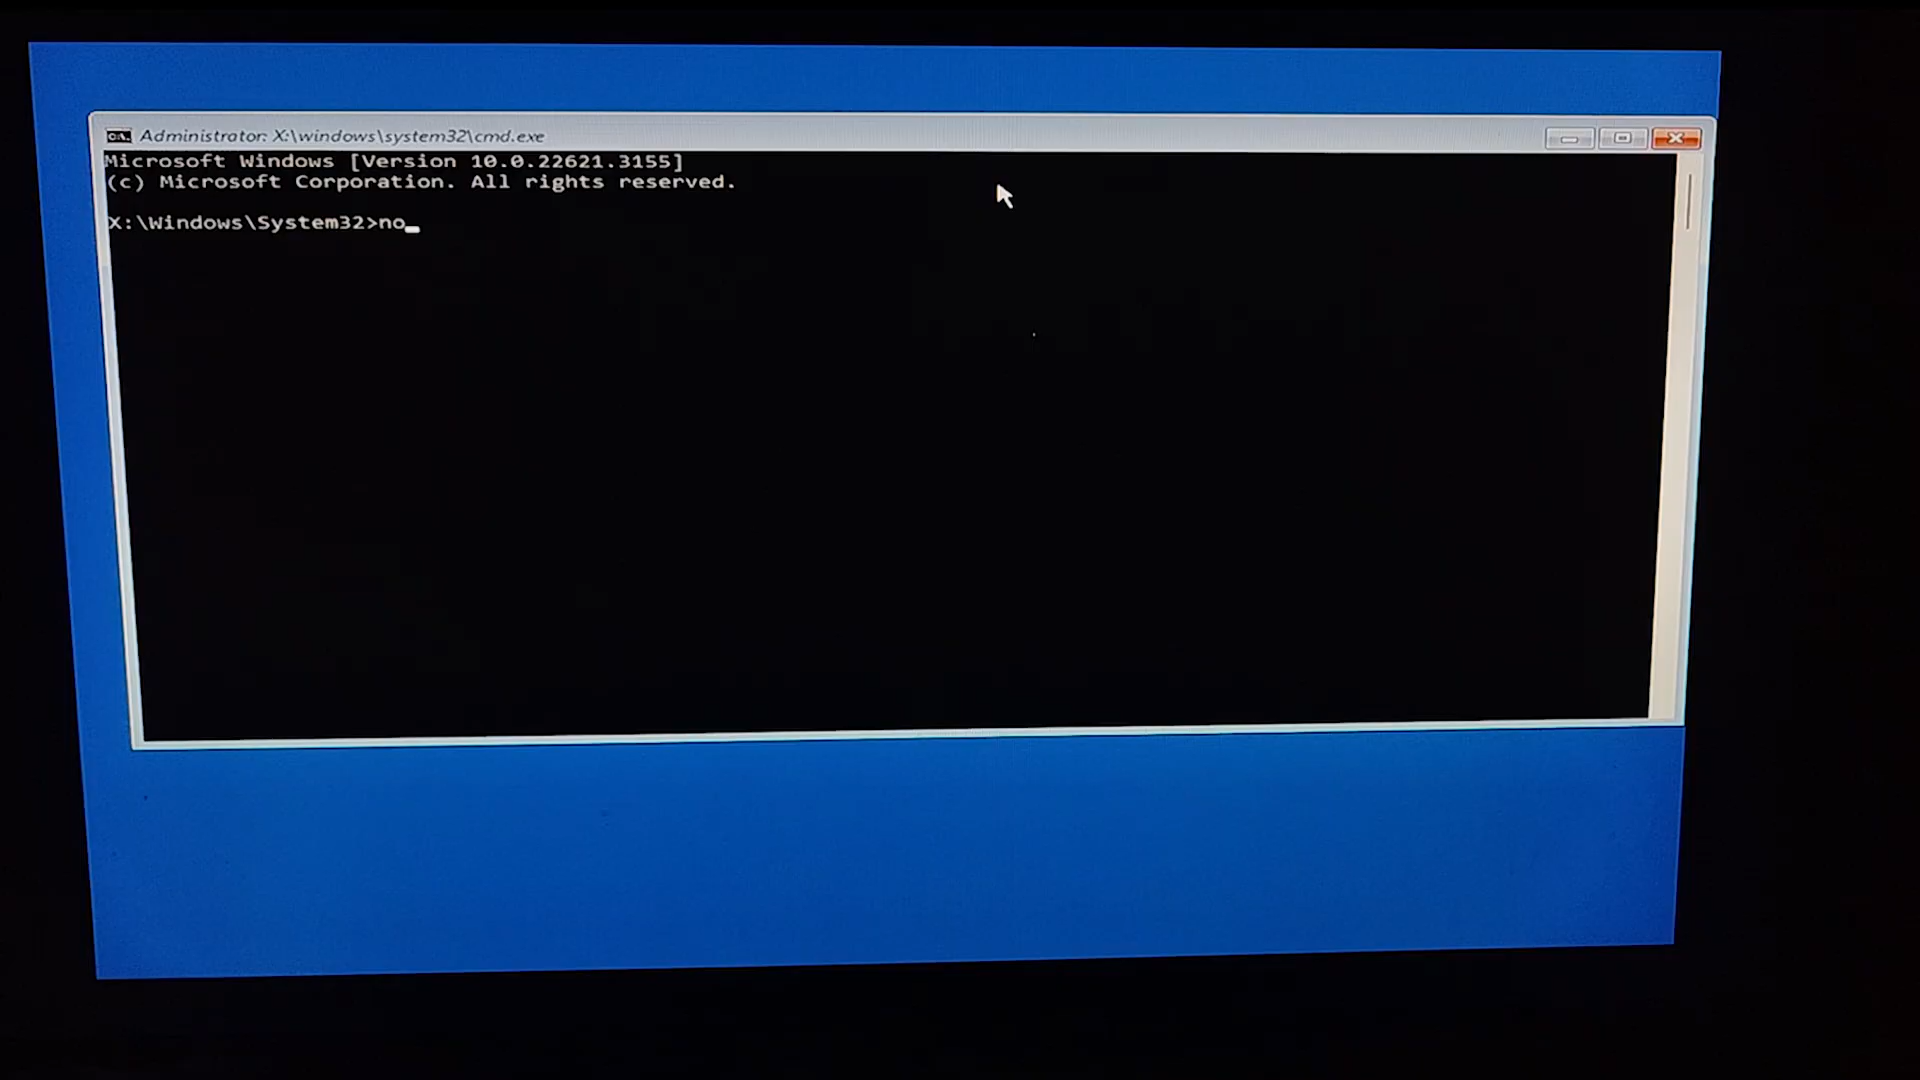 Administrator: X:\windows\system32\cmd.exe
Microsoft Windows [Version 10.0.22621.3155]
(c) Microsoft Corporation. All rights reserved.
X:\Windows\System32>no_